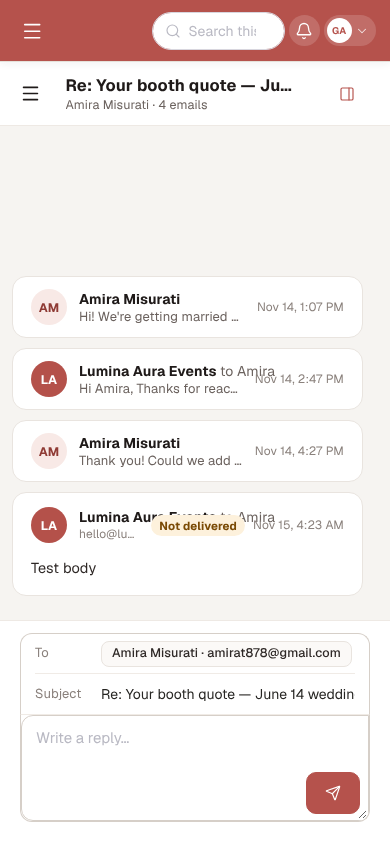 Search this
GA
Re: Your booth quote — Ju...
Amira Misurati · 4 emails
AM
Amira Misurati
Hi! We're getting married ...
Nov 14, 1:07 PM
LA
Lumina Aura Events to Amira
Hi Amira, Thanks for reac...
Nov 14, 2:47 PM
AM
Amira Misurati
Thank you! Could we add ...
Nov 14, 4:27 PM
LA
Lumina Aura Events to Amira
hello@lu...
Not delivered
Nov 15, 4:23 AM
Test body
To
Amira Misurati · amirat878@gmail.com
Subject
Re: Your booth quote — June 14 weddin
Write a reply...